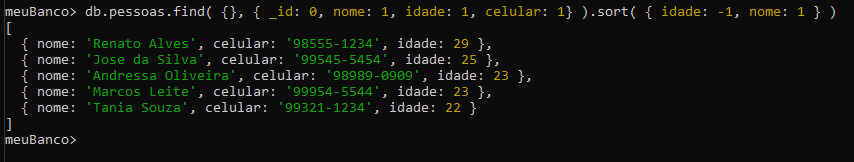 meuBanco> db.pessoas.find( {}, { _id: 0, nome: 1, idade: 1, celular: 1} ).sort( { idade: -1, nome: 1 } )
[
  { nome: 'Renato Alves', celular: '98555-1234', idade: 29 },
  { nome: 'Jose da Silva', celular: '99545-5454', idade: 25 },
  { nome: 'Andressa Oliveira', celular: '98989-0909', idade: 23 },
  { nome: 'Marcos Leite', celular: '99954-5544', idade: 23 },
  { nome: 'Tania Souza', celular: '99321-1234', idade: 22 }
]
meuBanco>